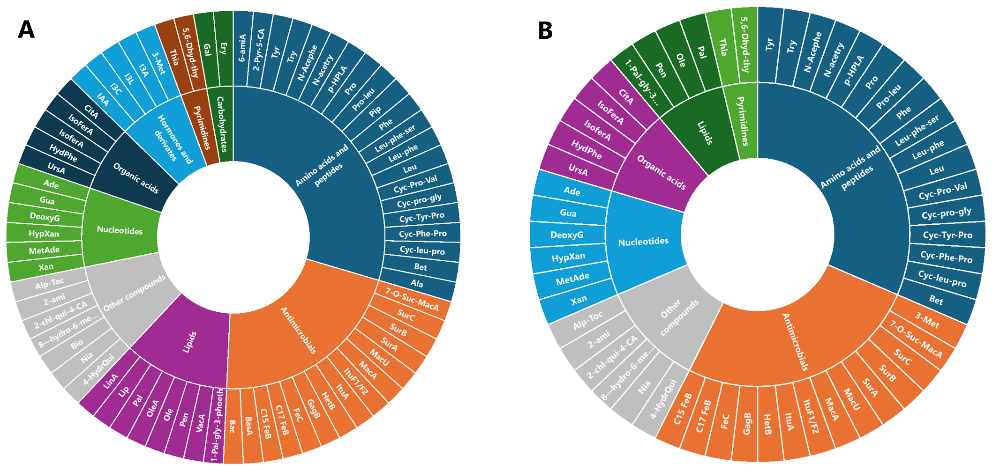 A
6-amiA
2-Pyr-5-CA
Tyr
Try
N-Acephe
N-acetry
p-HPLA
Pro
Pro-leu
Pip
Phe
Leu-phe-ser
Leu-phe
Leu
Cyc-Pro-Val
Cyc-pro-gly
Cyc-Tyr-Pro
Cyc-Phe-Pro
Cyc-leu-pro
Bet
Ala
7-O-Suc-MacA
SurC
SurB
SurA
MacU
MacA
ItuF1/F2
ItuA
HetB
GagB
FeC
C17 FeB
C15 FeB
BasA
Bac
1-Pal-gly-3-phoeth
VacA
Pen
Ole
OleA
Pal
Lip
LinA
4-HydrQui
Nia
Bio
8—hydro-6-me...
2-chl-qui-4-CA
2-ami
Alp-Toc
Xan
MetAde
HypXan
DeoxyG
Gua
Ade
UrsA
HydPhe
IsoferA
IsoFerA
CitA
IAA
I3C
I3L
I3A
3-Met
Thia
5,6-Dhyd-thy
Gal
Ery
Amino acids and
peptides
Antimicrobials
Lipids
Other compounds
Nucleotides
Organic acids
Hormones and
derivates
Pyrimidines
Carbohydrates
B
Tyr
Try
N-Acephe
N-acetry
p-HPLA
Pro
Pro-leu
Phe
Leu-phe-ser
Leu-phe
Leu
Cyc-Pro-Val
Cyc-pro-gly
Cyc-Tyr-Pro
Cyc-Phe-Pro
Cyc-leu-pro
Bet
3-Met
7-O-Suc-MacA
SurC
SurB
SurA
MacU
MacA
ItuF1/F2
ItuA
HetB
GagB
FeC
C17 FeB
C15 FeB
4-HydrQui
Nia
8—hydro-6-me...
2-chl-qui-4-CA
2-ami
Alp-Toc
Xan
MetAde
HypXan
DeoxyG
Gua
Ade
UrsA
HydPhe
IsoferA
IsoFerA
CitA
1-Pal-gly-3...
Pen
Ole
Pal
Thia
5,6-Dhyd-thy
Amino acids and
peptides
Antimicrobials
Other
compounds
Nucleotides
Organic acids
Lipids
Pyrimidines